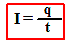 I = q/t